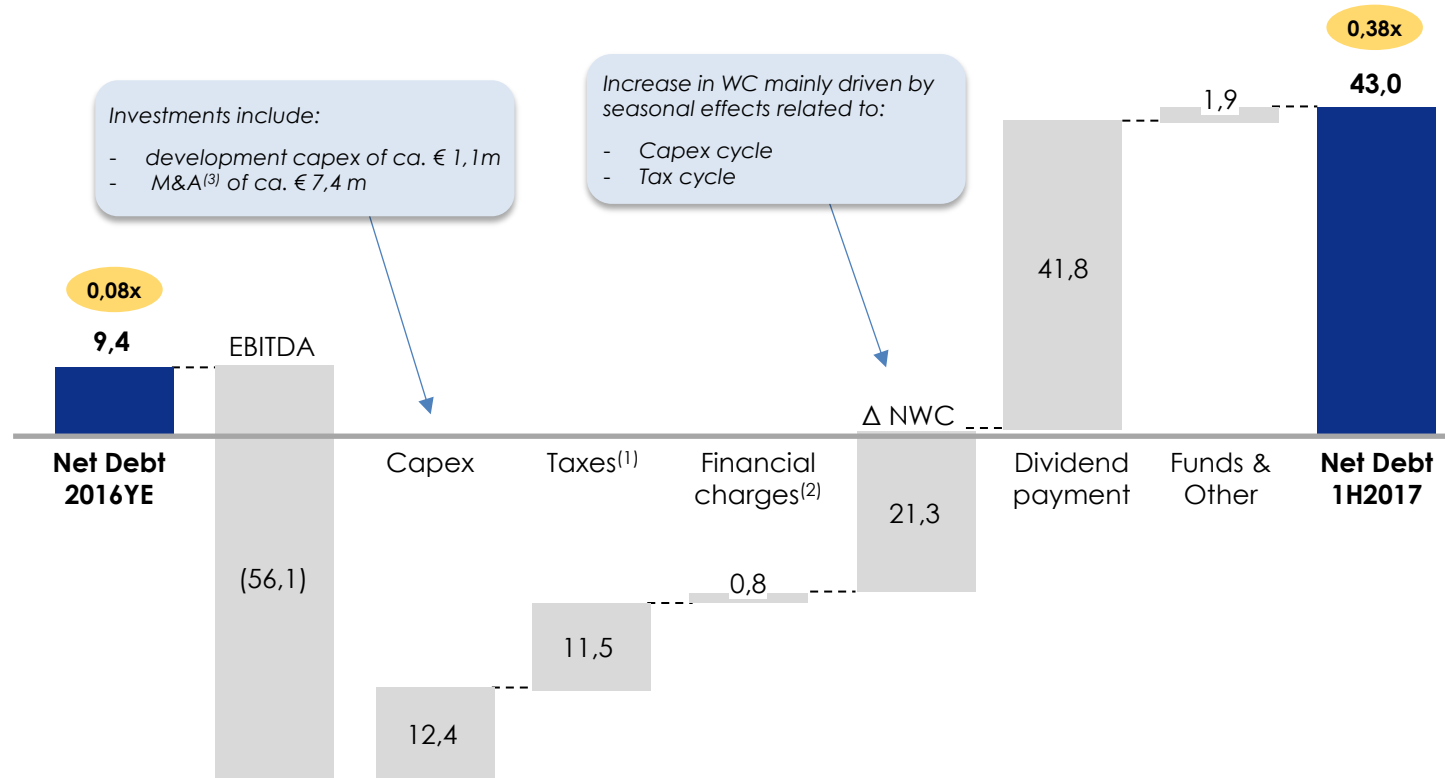 0,38x
43,0
Investments include:
- development capex of ca. € 1,1m
- M&A(3) of ca. € 7,4 m
Increase in WC mainly driven by
seasonal effects related to:
- Capex cycle
- Tax cycle
1,9
41,8
0,08x
9,4
EBITDA
Δ NWC
Net Debt
2016YE
Capex
Taxes(1)
Financial
charges(2)
Dividend
payment
Funds &
Other
Net Debt
1H2017
21,3
(56,1)
0,8
11,5
12,4